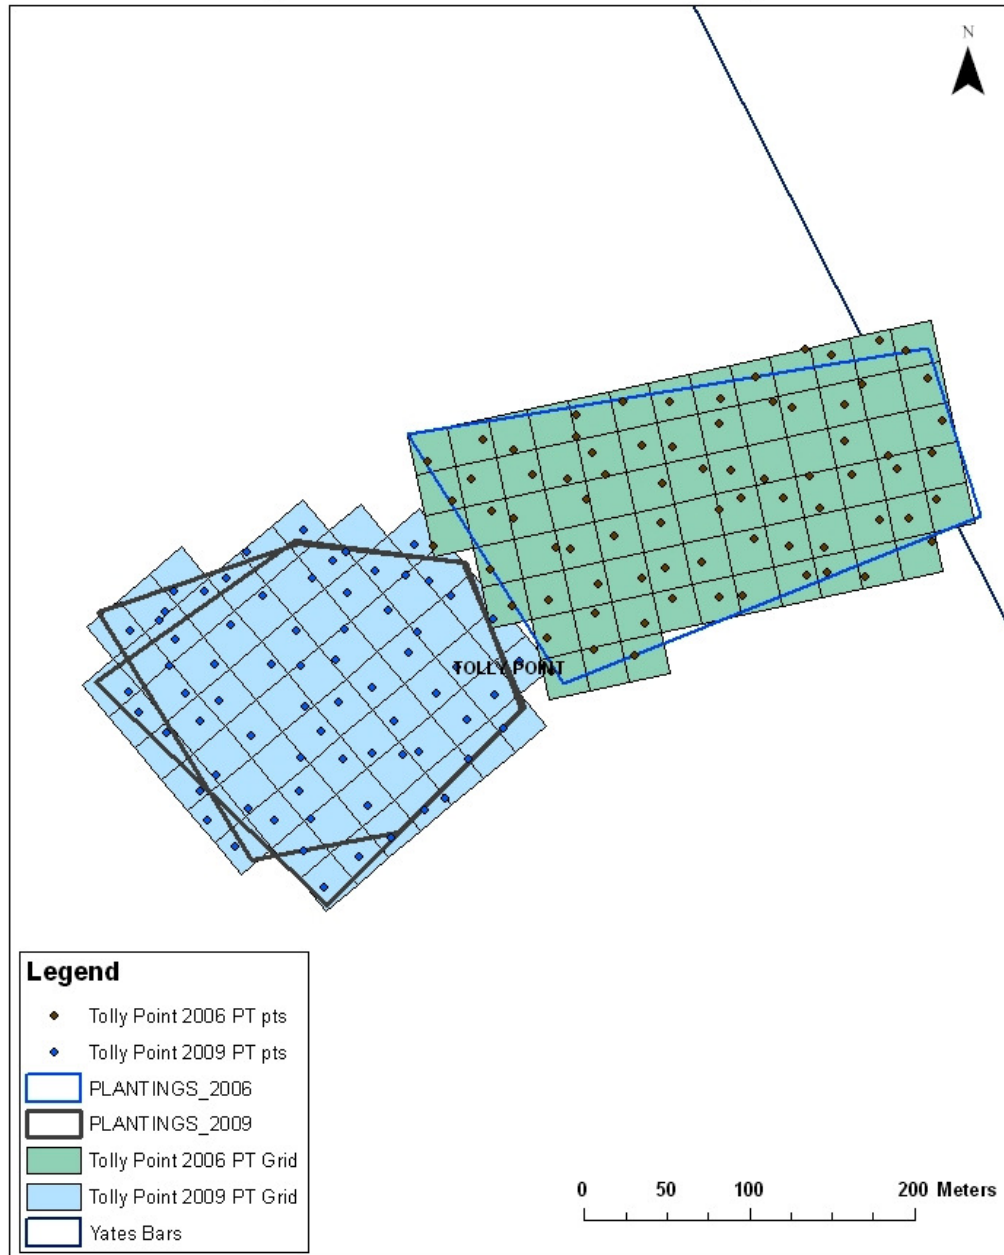 N
TOLLY POINT
Legend
Tolly Point 2006 PT pts
Tolly Point 2009 PT pts
PLANTINGS_2006
PLANTINGS_2009
Tolly Point 2006 PT Grid
Tolly Point 2009 PT Grid
Yates Bars
0 50 100 200 Meters